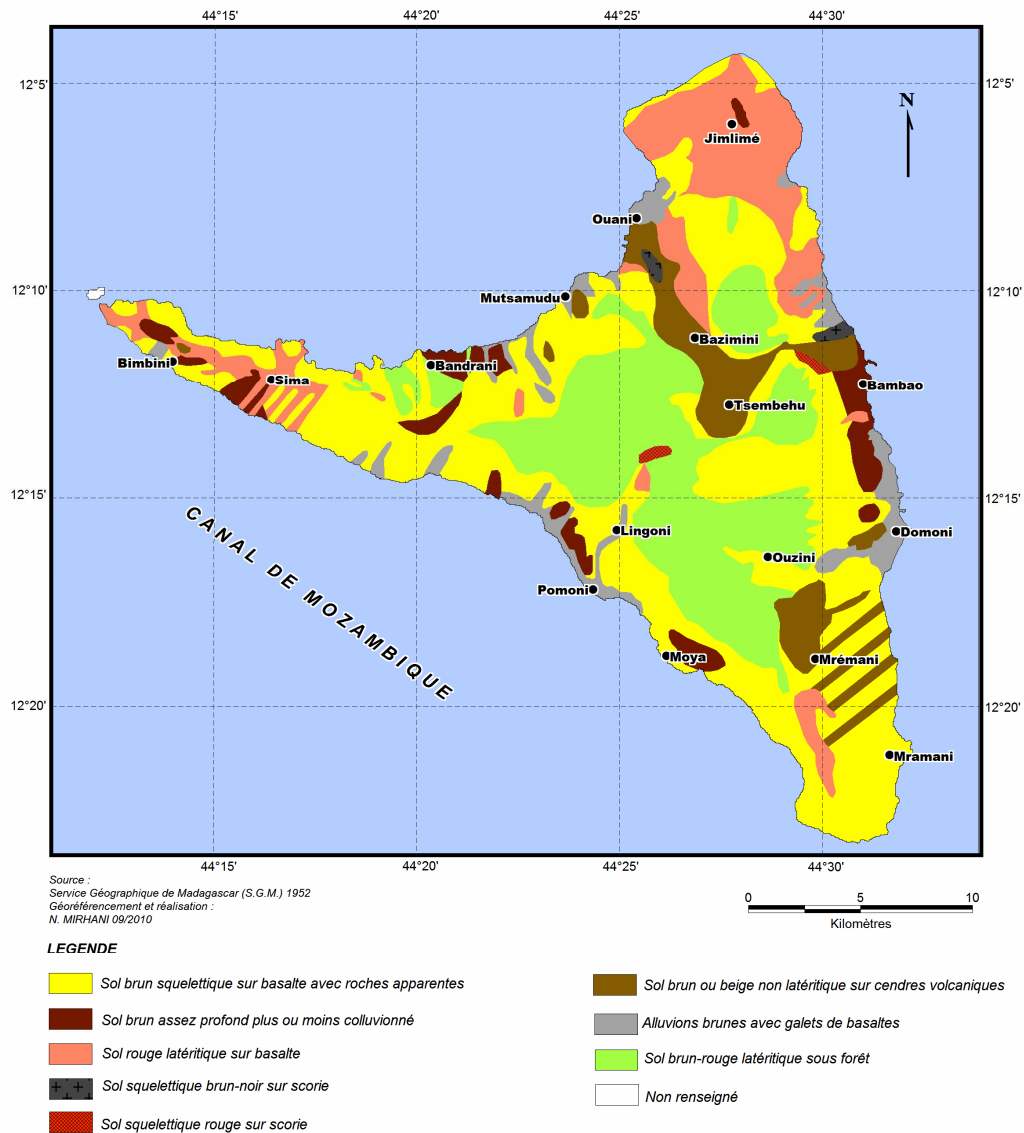 44°15' 44°20' 44°25' 44°30'
12°5' 12°5'
N
Jimlimé
Ouani
12°10' 12°10'
Mutsamudu
Bazimini
Bimbini
Bandrani
Sima
Bambao
Tsembehu
12°15' 12°15'
CANAL DE MOZAMBIQUE
Lingoni
Domoni
Ouzini
Pomoni
Moya
Mrémani
12°20' 12°20'
Mramani
44°15' 44°20' 44°25' 44°30'
Source :
Service Géographique de Madagascar (S.G.M.) 1952
Géoréférencement et réalisation :
N. MIRHANI 09/2010
0 5 10
Kilomètres
LEGENDE
Sol brun squelettique sur basalte avec roches apparentes
Sol brun assez profond plus ou moins colluvionné
Sol rouge latéritique sur basalte
Sol squelettique brun-noir sur scorie
Sol squelettique rouge sur scorie
Sol brun ou beige non latéritique sur cendres volcaniques
Alluvions brunes avec galets de basaltes
Sol brun-rouge latéritique sous forêt
Non renseigné